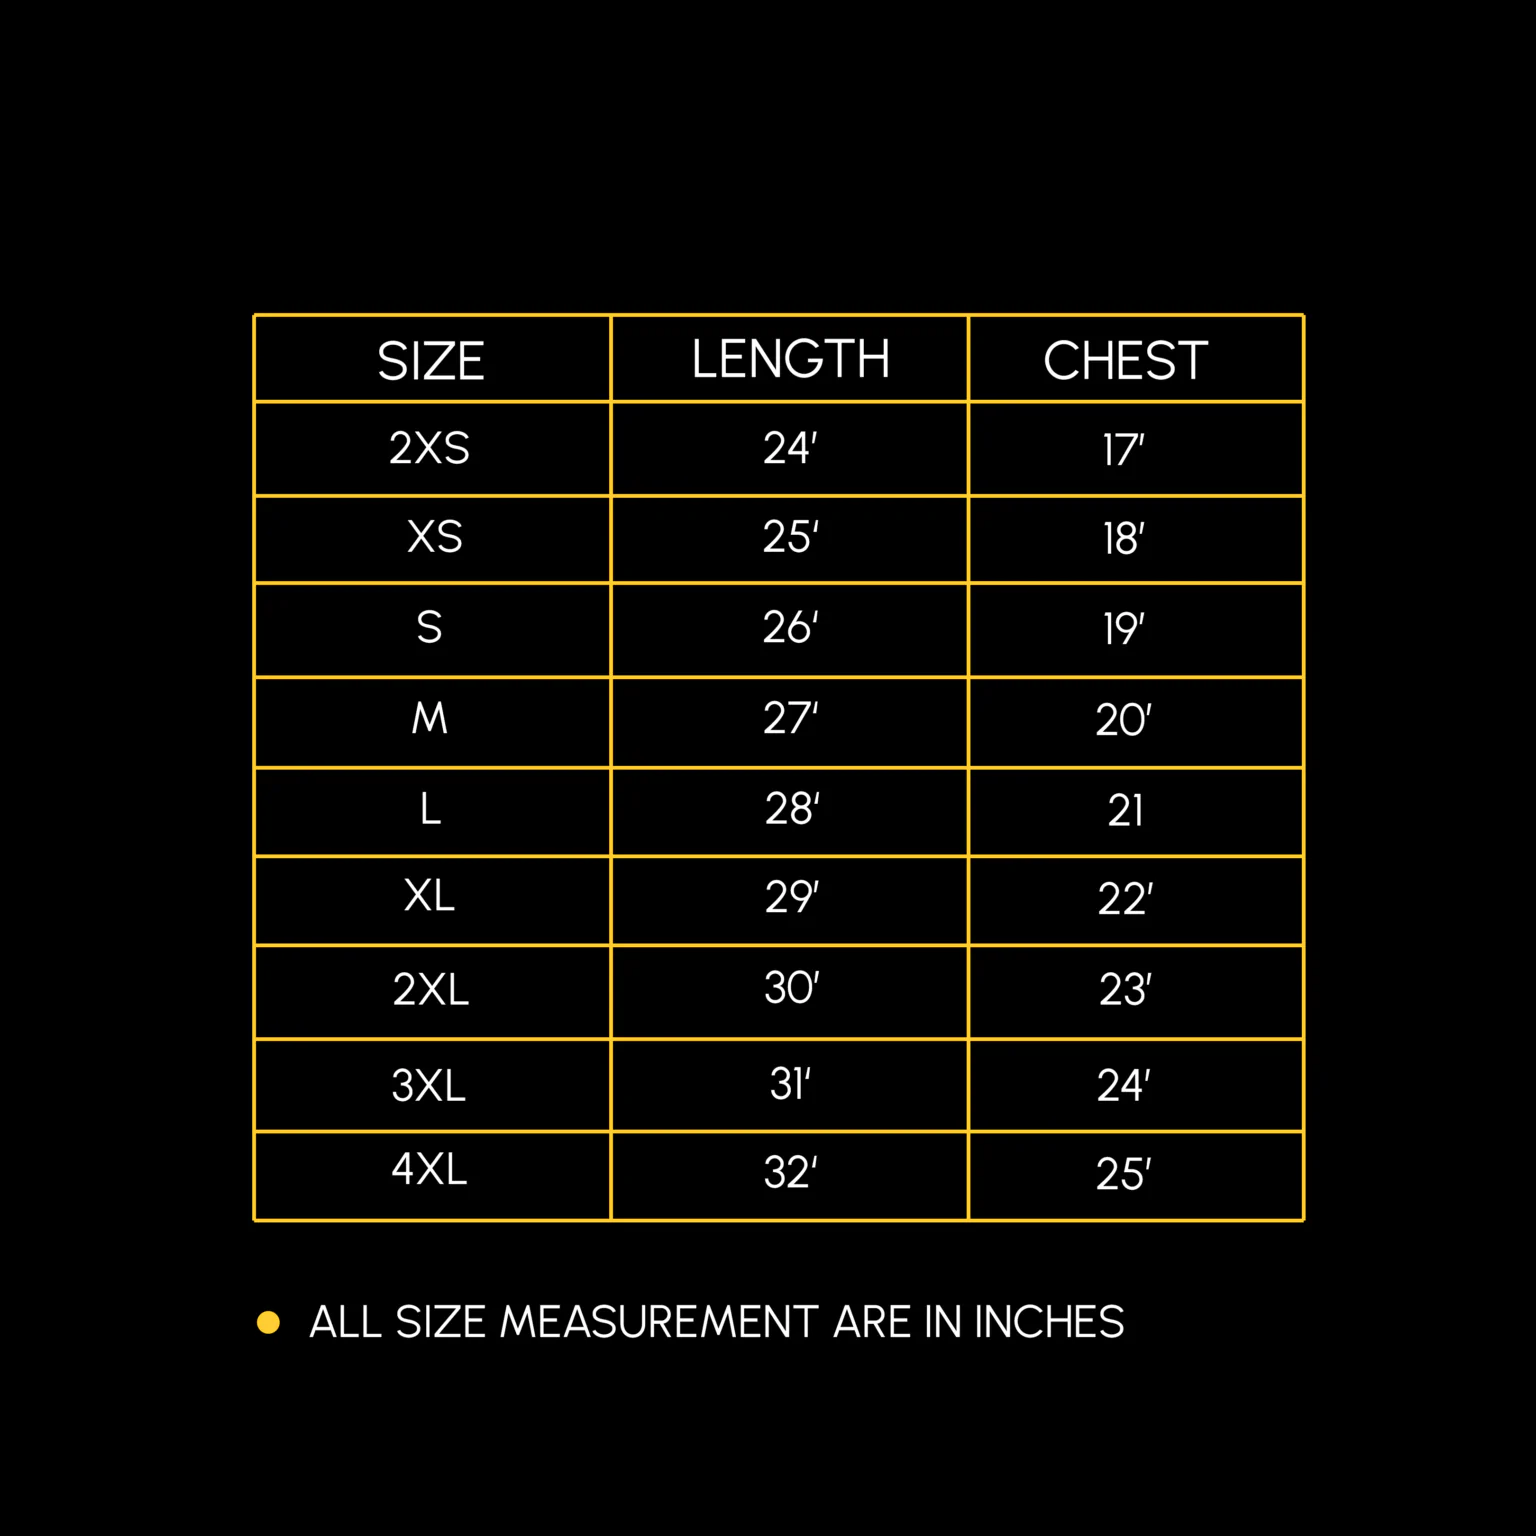 SIZE LENGTH CHEST
2XS 24' 17'
XS 25' 18'
S 26' 19'
M 27' 20'
L 28' 21
XL 29' 22'
2XL 30' 23'
3XL 31' 24'
4XL 32' 25'
ALL SIZE MEASUREMENT ARE IN INCHES